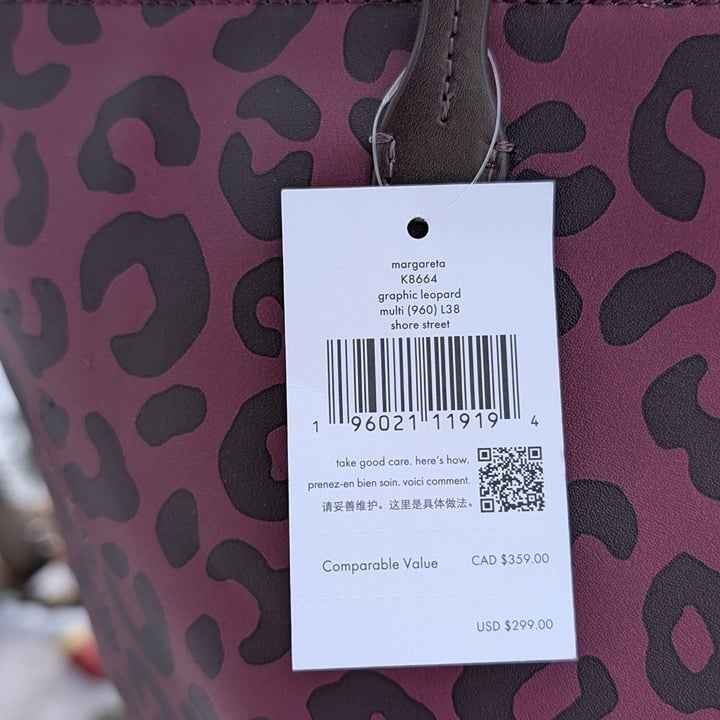 margareta
K8664
graphic leopard
multi (960) L38
shore street
1 96021 11919 4
take good care. here's how.
prenez-en bien soin. voici comment.
请妥善维护。这里是具体做法。
Comparable Value CAD $359.00
USD $299.00